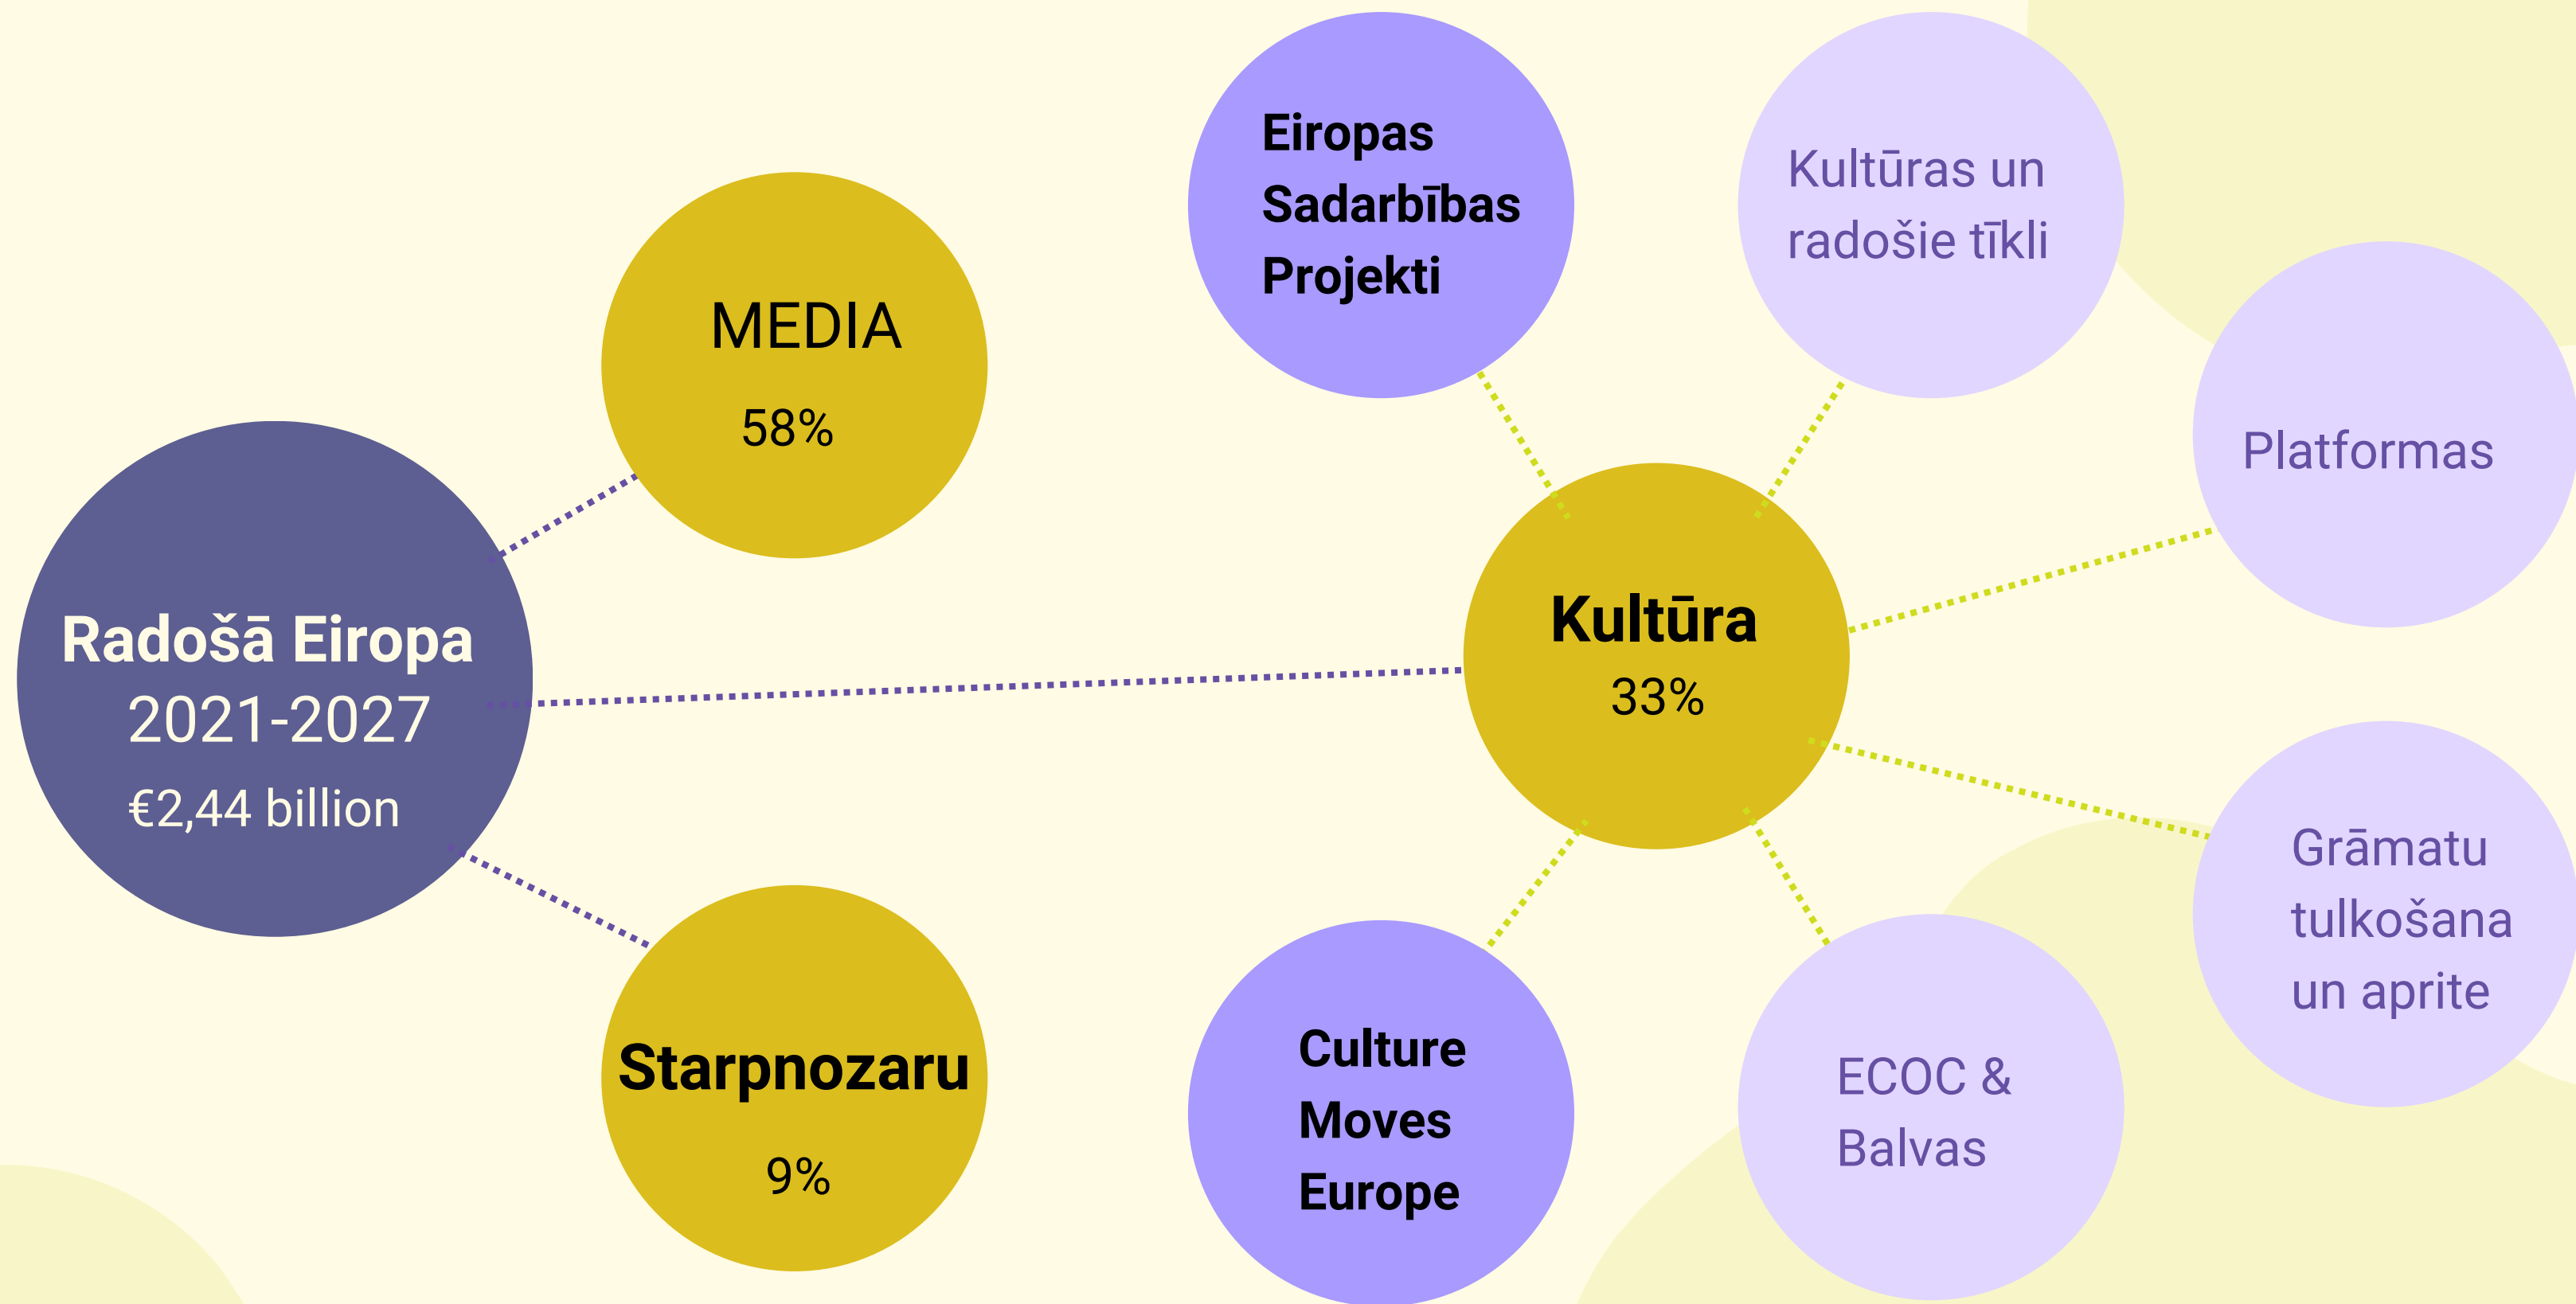 Radošā Eiropa
2021-2027
€2,44 billion
MEDIA
58%
Starpnozaru
9%
Kultūra
33%
Eiropas
Sadarbības
Projekti
Kultūras un
radošie tīkli
Platformas
Grāmatu
tulkošana
un aprite
ECOC &
Balvas
Culture
Moves
Europe